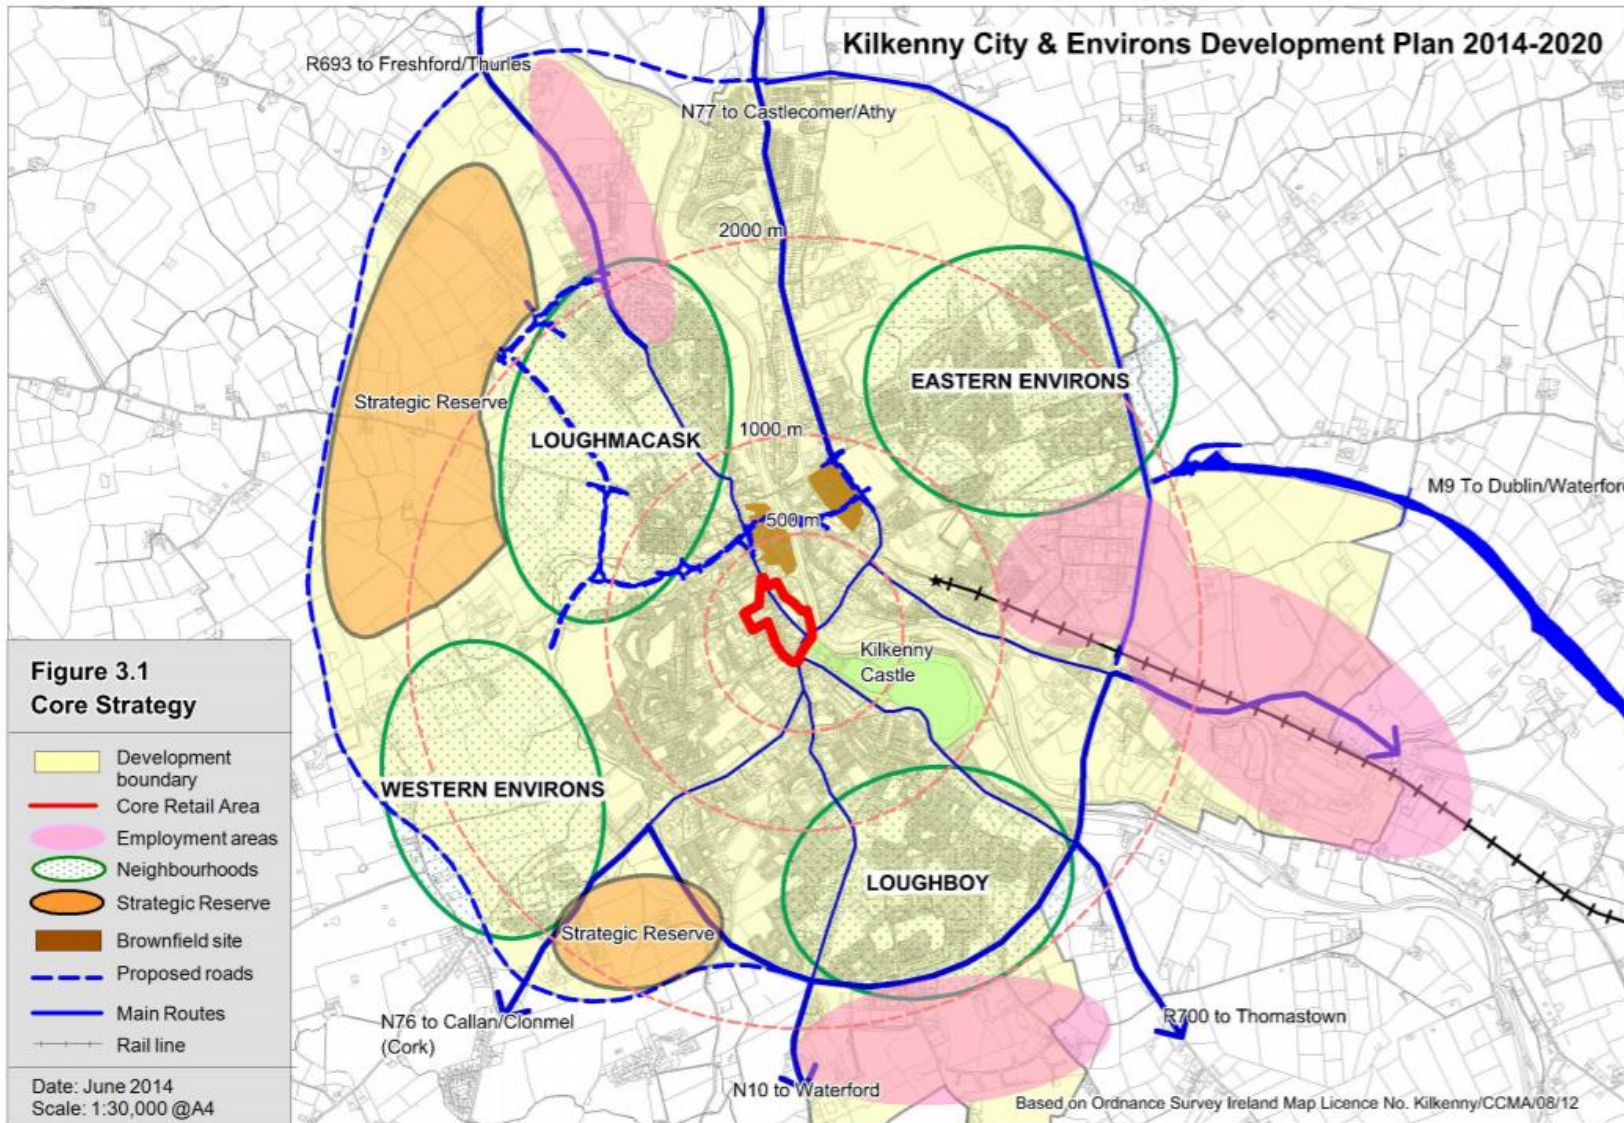 Kilkenny City & Environs Development Plan 2014-2020
R693 to Freshford/Thurles
N77 to Castlecomer/Athy
2000 m
EASTERN ENVIRONS
Strategic Reserve
LOUGHMACASK
1000 m
M9 To Dublin/Waterford
500 m
Kilkenny
Castle
WESTERN ENVIRONS
LOUGHBOY
Strategic Reserve
N76 to Callan/Clonmel
(Cork)
R700 to Thomastown
N10 to Waterford
Based on Ordnance Survey Ireland Map Licence No. Kilkenny/CCMA/08/12
Figure 3.1
Core Strategy
Development
boundary
Core Retail Area
Employment areas
Neighbourhoods
Strategic Reserve
Brownfield site
Proposed roads
Main Routes
Rail line
Date: June 2014
Scale: 1:30,000 @A4